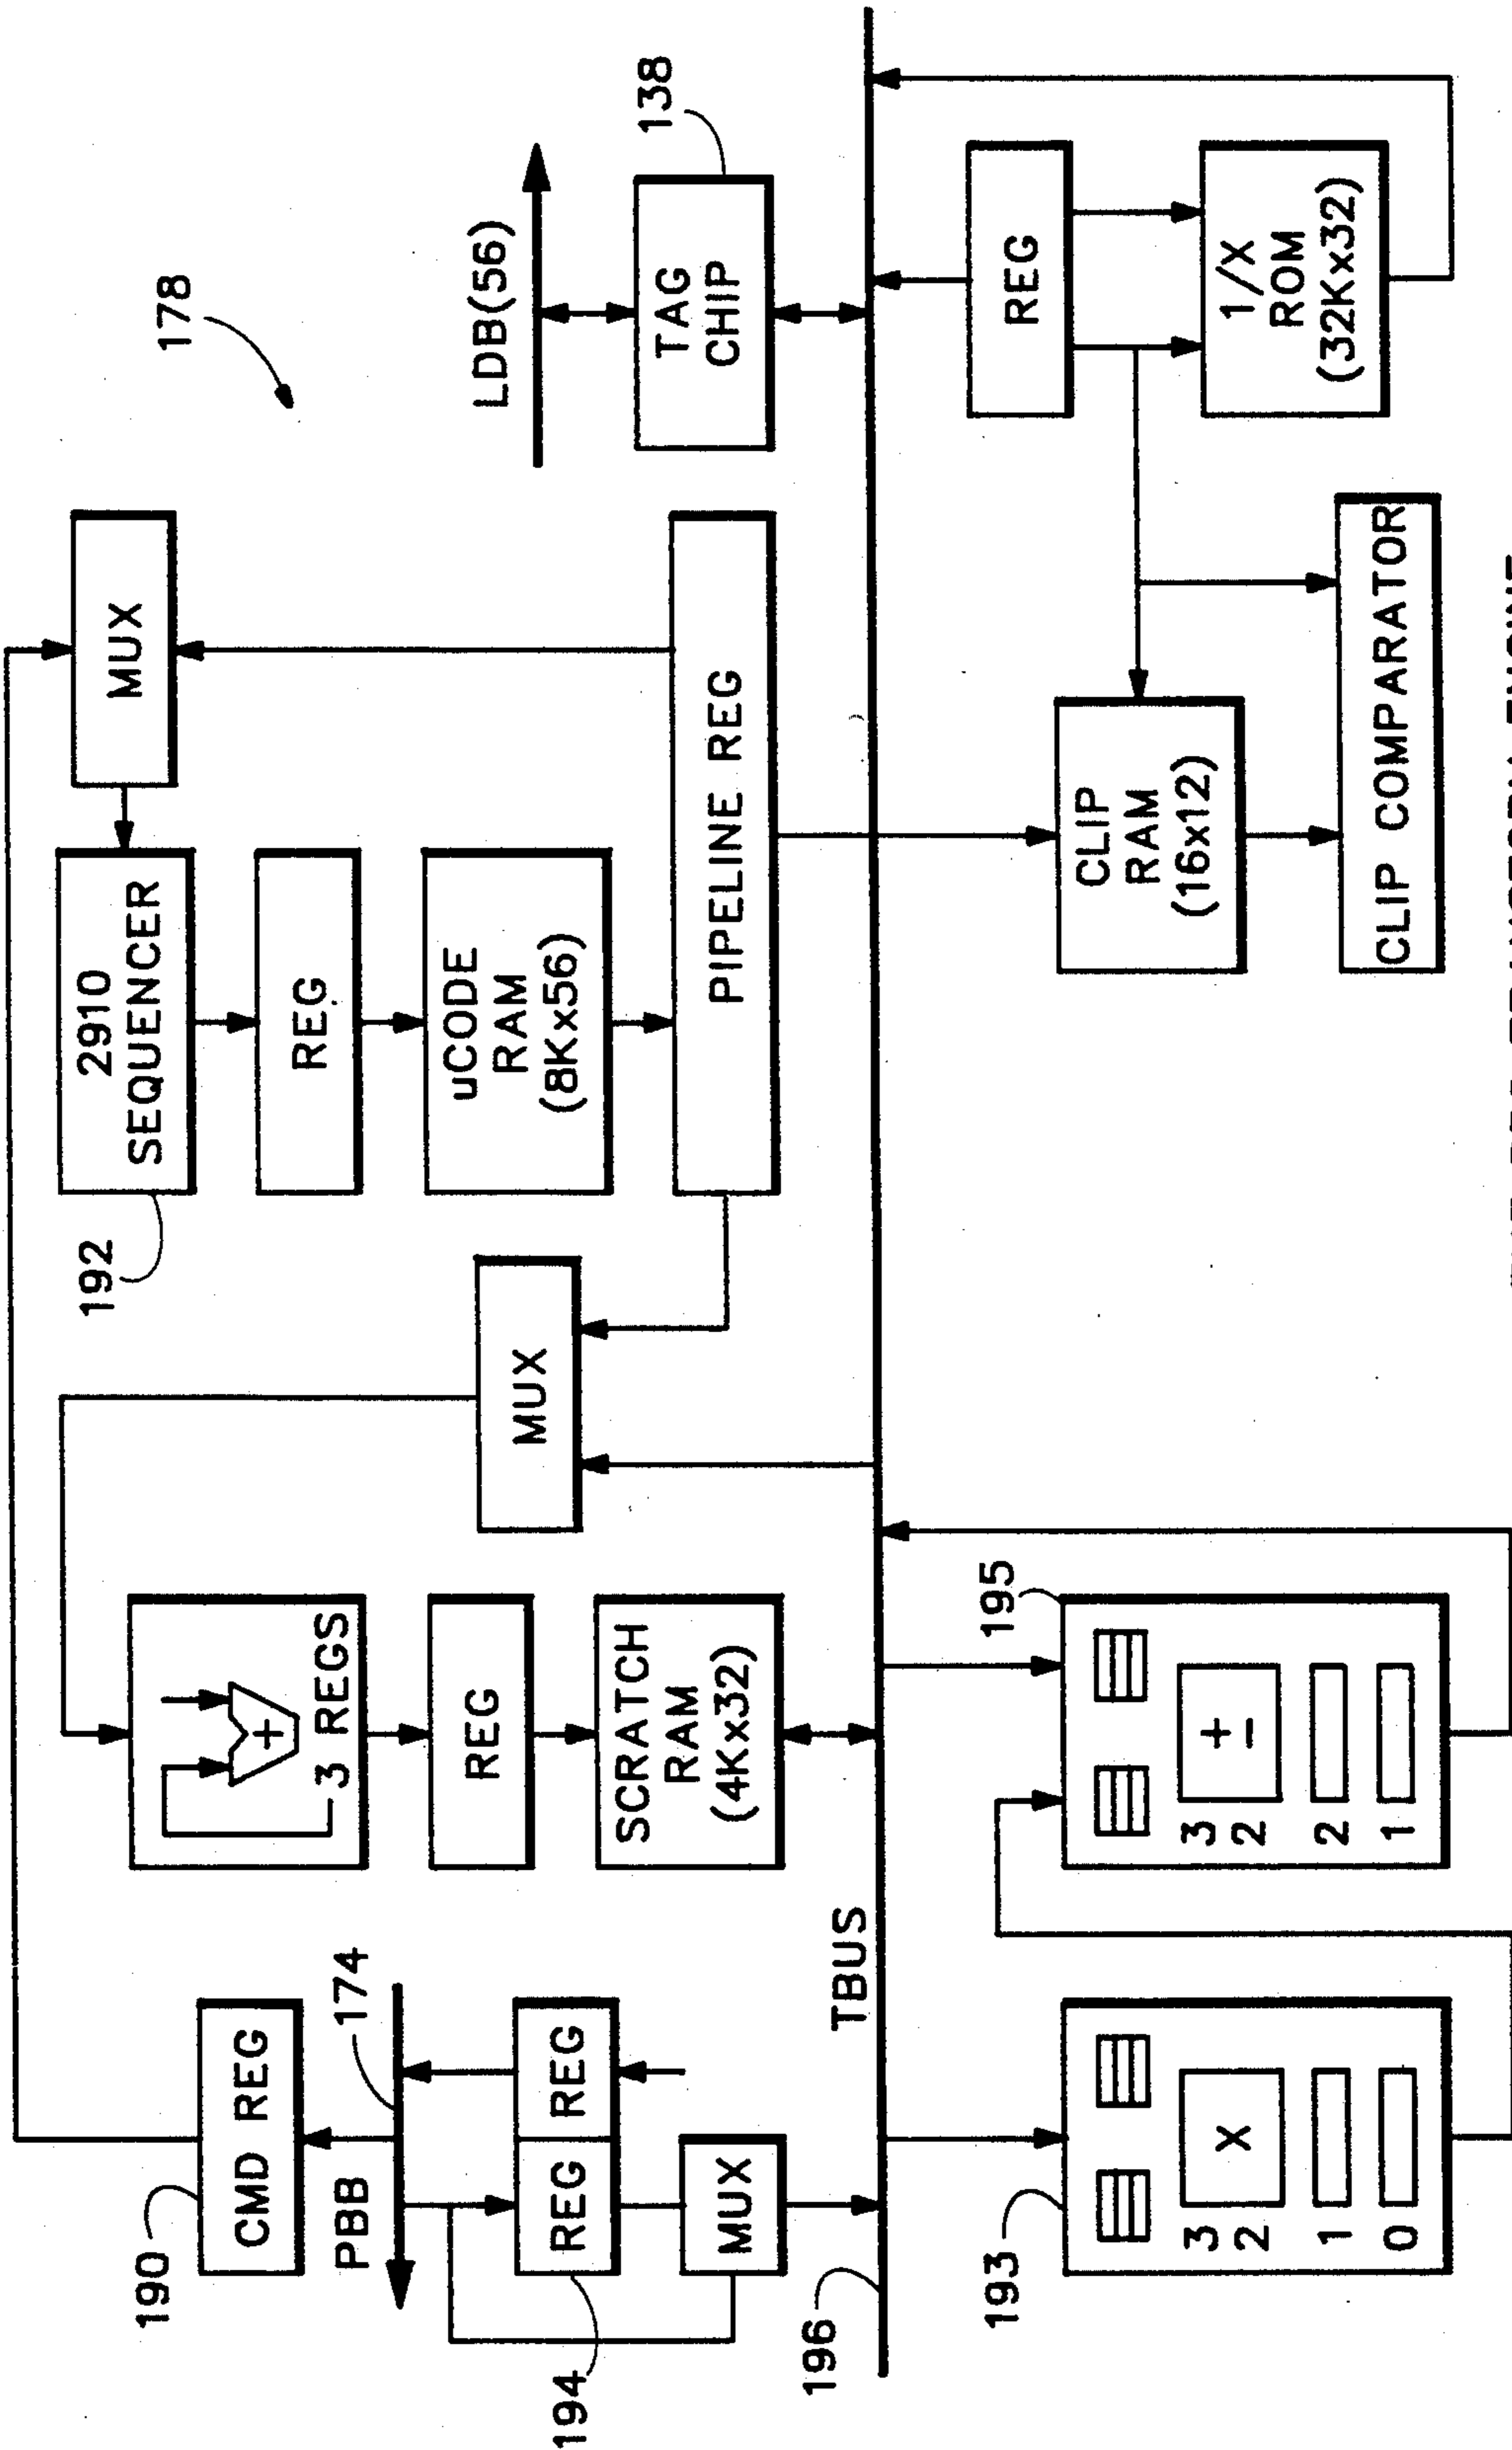 178
190
CMD REG
PBB
174
REG
REG
194
MUX
196
TBUS
193
3
2
X
1
0
+
3 REGS
REG
SCRATCH
RAM
(4Kx32)
195
3
2
+
-
2
1
MUX
192
2910
SEQUENCER
REG
uCODE
RAM
(8Kx56)
PIPELINE REG
MUX
LDB(56)
TAG
CHIP
138
CLIP
RAM
(16x12)
CLIP COMPARATOR
REG
1/X
ROM
(32Kx32)